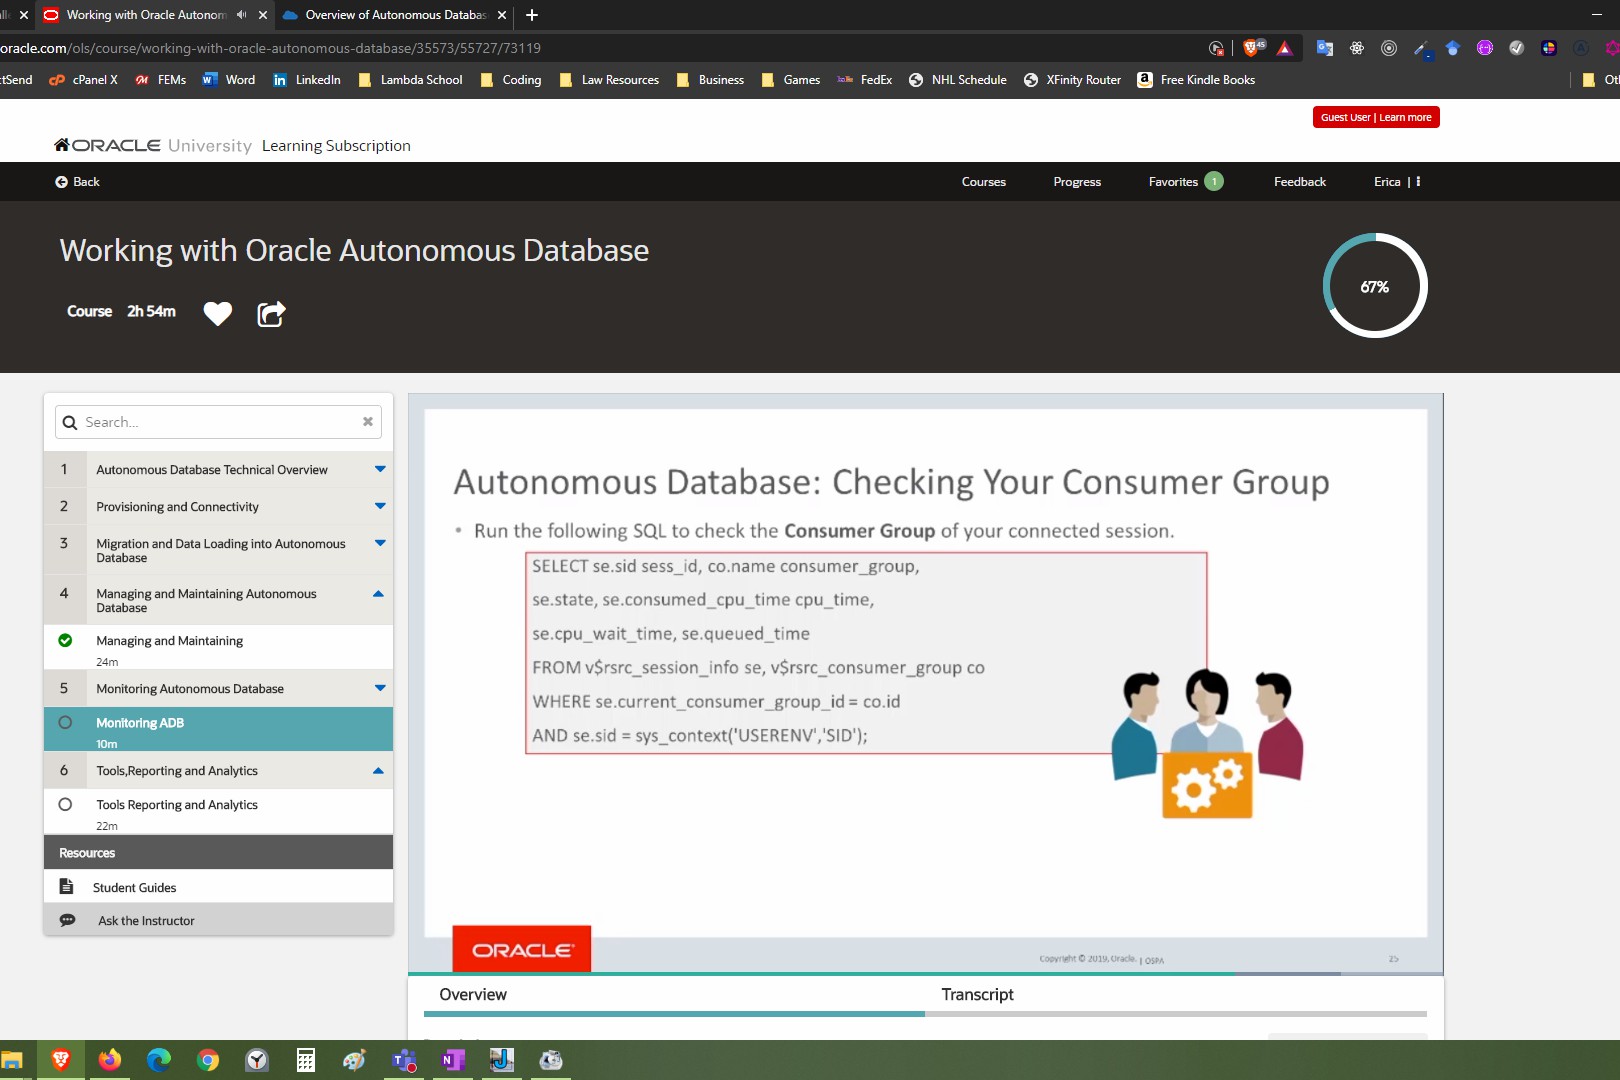 Working with Oracle Autonom
Overview of Autonomous Databas
oracle.com/ols/course/working-with-oracle-autonomous-database/35573/55727/73119
45
tSend
cPanel X
FEMs
Word
LinkedIn
Lambda School
Coding
Law Resources
Business
Games
FedEx
NHL Schedule
XFinity Router
Free Kindle Books
Guest User | Learn more
ORACLE University Learning Subscription
Back
Courses
Progress
Favorites 1
Feedback
Erica |
Working with Oracle Autonomous Database
Course 2h 54m
67%
Search...
1 Autonomous Database Technical Overview
2 Provisioning and Connectivity
3 Migration and Data Loading into Autonomous
Database
4 Managing and Maintaining Autonomous
Database
Managing and Maintaining
24m
5 Monitoring Autonomous Database
Monitoring ADB
10m
6 Tools,Reporting and Analytics
Tools Reporting and Analytics
22m
Resources
Student Guides
Ask the Instructor
Autonomous Database: Checking Your Consumer Group
• Run the following SQL to check the Consumer Group of your connected session.
SELECT se.sid sess_id, co.name consumer_group,
se.state, se.consumed_cpu_time cpu_time,
se.cpu_wait_time, se.queued_time
FROM v$rsrc_session_info se, v$rsrc_consumer_group co
WHERE se.current_consumer_group_id = co.id
AND se.sid = sys_context('USERENV','SID');
ORACLE
Copyright © 2019, Oracle. | OSPA
25
Overview
Transcript